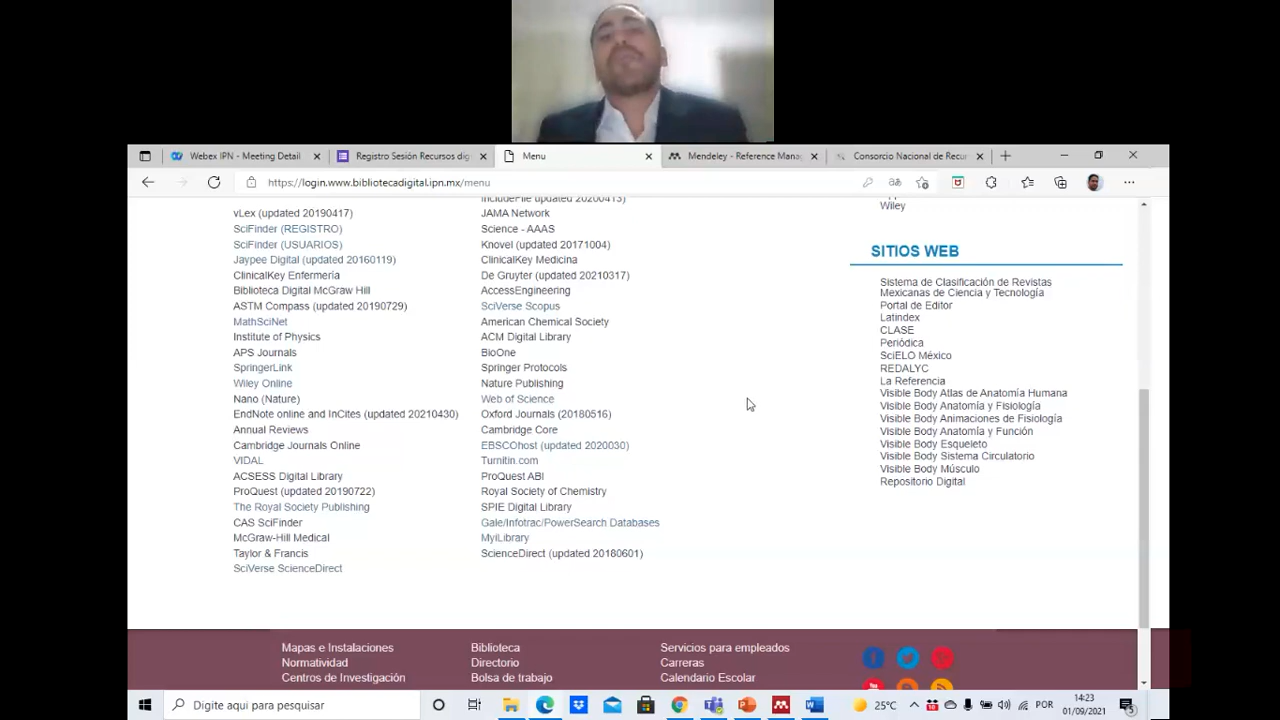 Webex IPN - Meeting Detail
Registro Sesión Recursos dig
Menu
Mendeley - Reference Mana
Consorcio Nacional de Recur
https://login.www.bibliotecadigital.ipn.mx/menu
vLex (updated 20190417)
SciFinder (REGISTRO)
SciFinder (USUARIOS)
Jaypee Digital (updated 20160119)
ClinicalKey Enfermería
Biblioteca Digital McGraw Hill
ASTM Compass (updated 20190729)
MathSciNet
Institute of Physics
APS Journals
SpringerLink
Wiley Online
Nano (Nature)
EndNote online and InCites (updated 20210430)
Annual Reviews
Cambridge Journals Online
VIDAL
ACSESS Digital Library
ProQuest (updated 20190722)
The Royal Society Publishing
CAS SciFinder
McGraw-Hill Medical
Taylor & Francis
SciVerse ScienceDirect
IncludeFile updated 20200413)
JAMA Network
Science - AAAS
Knovel (updated 20171004)
ClinicalKey Medicina
De Gruyter (updated 20210317)
AccessEngineering
SciVerse Scopus
American Chemical Society
ACM Digital Library
BioOne
Springer Protocols
Nature Publishing
Web of Science
Oxford Journals (20180516)
Cambridge Core
EBSCOhost (updated 2020030)
Turnitin.com
ProQuest ABI
Royal Society of Chemistry
SPIE Digital Library
Gale/Infotrac/PowerSearch Databases
MyiLibrary
ScienceDirect (updated 20180601)
Wiley
SITIOS WEB
Sistema de Clasificación de Revistas
Mexicanas de Ciencia y Tecnología
Portal de Editor
Latindex
CLASE
Periódica
SciELO México
REDALYC
La Referencia
Visible Body Atlas de Anatomía Humana
Visible Body Anatomía y Fisiología
Visible Body Animaciones de Fisiología
Visible Body Anatomía y Función
Visible Body Esqueleto
Visible Body Sistema Circulatorio
Visible Body Músculo
Repositorio Digital
Mapas e Instalaciones
Normatividad
Centros de Investigación
Biblioteca
Directorio
Bolsa de trabajo
Servicios para empleados
Carreras
Calendario Escolar
Digite aqui para pesquisar
25°C
POR
14:23
01/09/2021